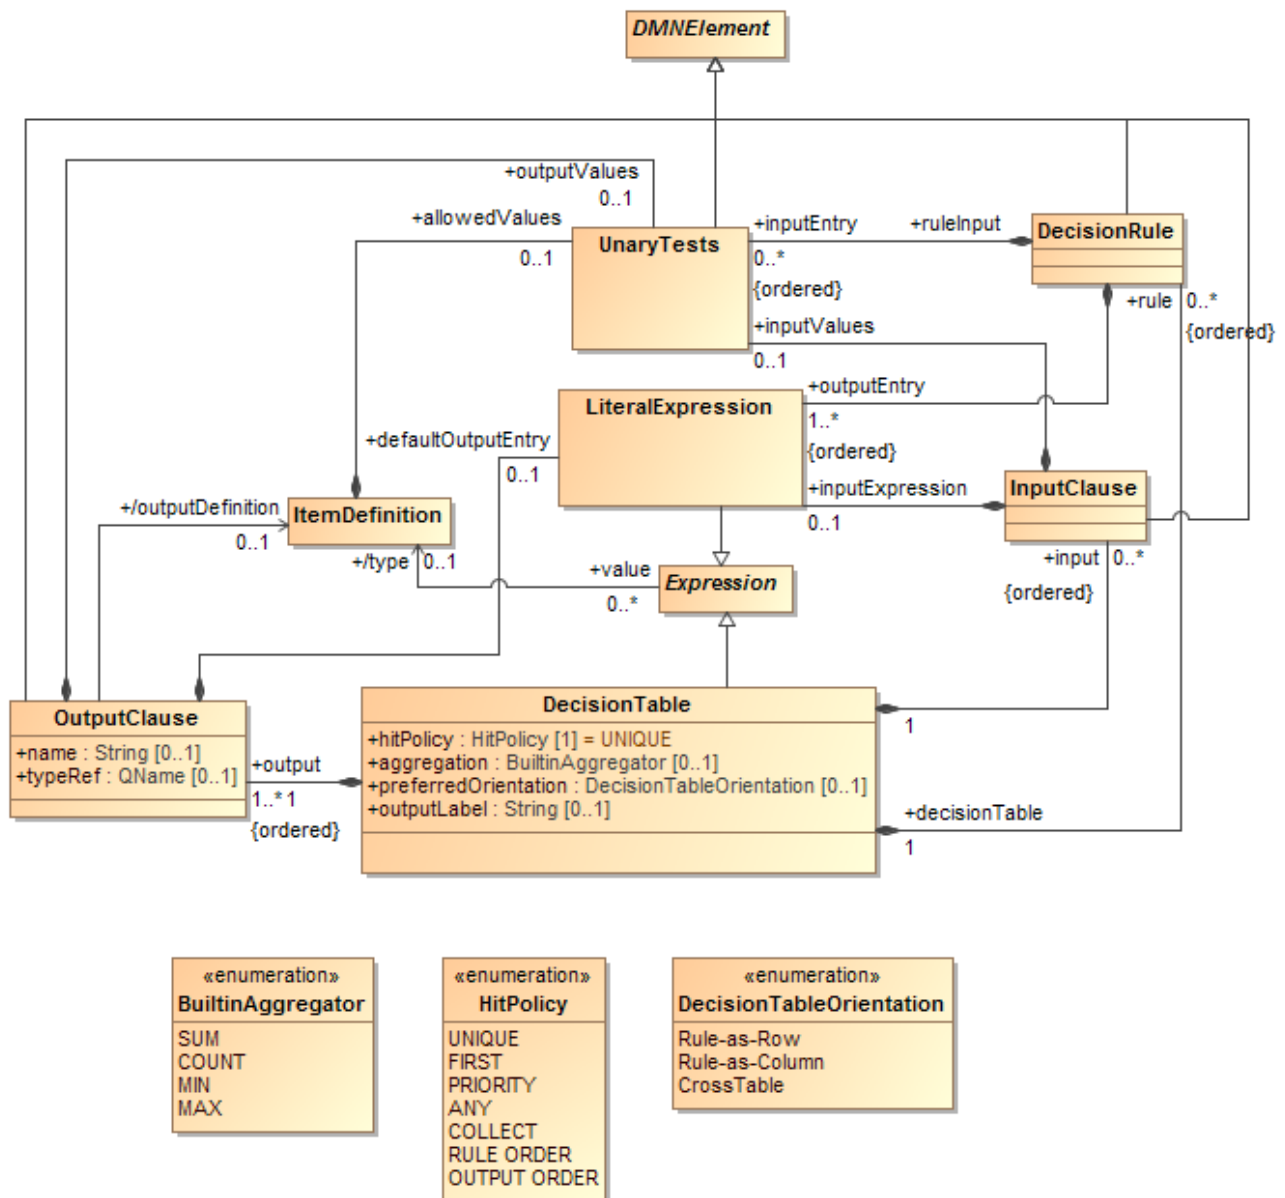 DMNElement
+outputValues
0..1
+allowedValues
0..1
UnaryTests
+inputEntry
0..*
{ordered}
+ruleInput
DecisionRule
+rule
0..*
{ordered}
+inputValues
0..1
LiteralExpression
+outputEntry
1..*
{ordered}
+defaultOutputEntry
0..1
+inputExpression
0..1
InputClause
+input
0..*
{ordered}
+/outputDefinition
0..1
ItemDefinition
+/type
0..1
+value
0..*
Expression
OutputClause
+name : String [0..1]
+typeRef : QName [0..1]
+output
1..*
1
{ordered}
DecisionTable
+hitPolicy : HitPolicy [1] = UNIQUE
+aggregation : BuiltinAggregator [0..1]
+preferredOrientation : DecisionTableOrientation [0..1]
+outputLabel : String [0..1]
1
+decisionTable
1
«enumeration»
BuiltinAggregator
SUM
COUNT
MIN
MAX
«enumeration»
HitPolicy
UNIQUE
FIRST
PRIORITY
ANY
COLLECT
RULE ORDER
OUTPUT ORDER
«enumeration»
DecisionTableOrientation
Rule-as-Row
Rule-as-Column
CrossTable